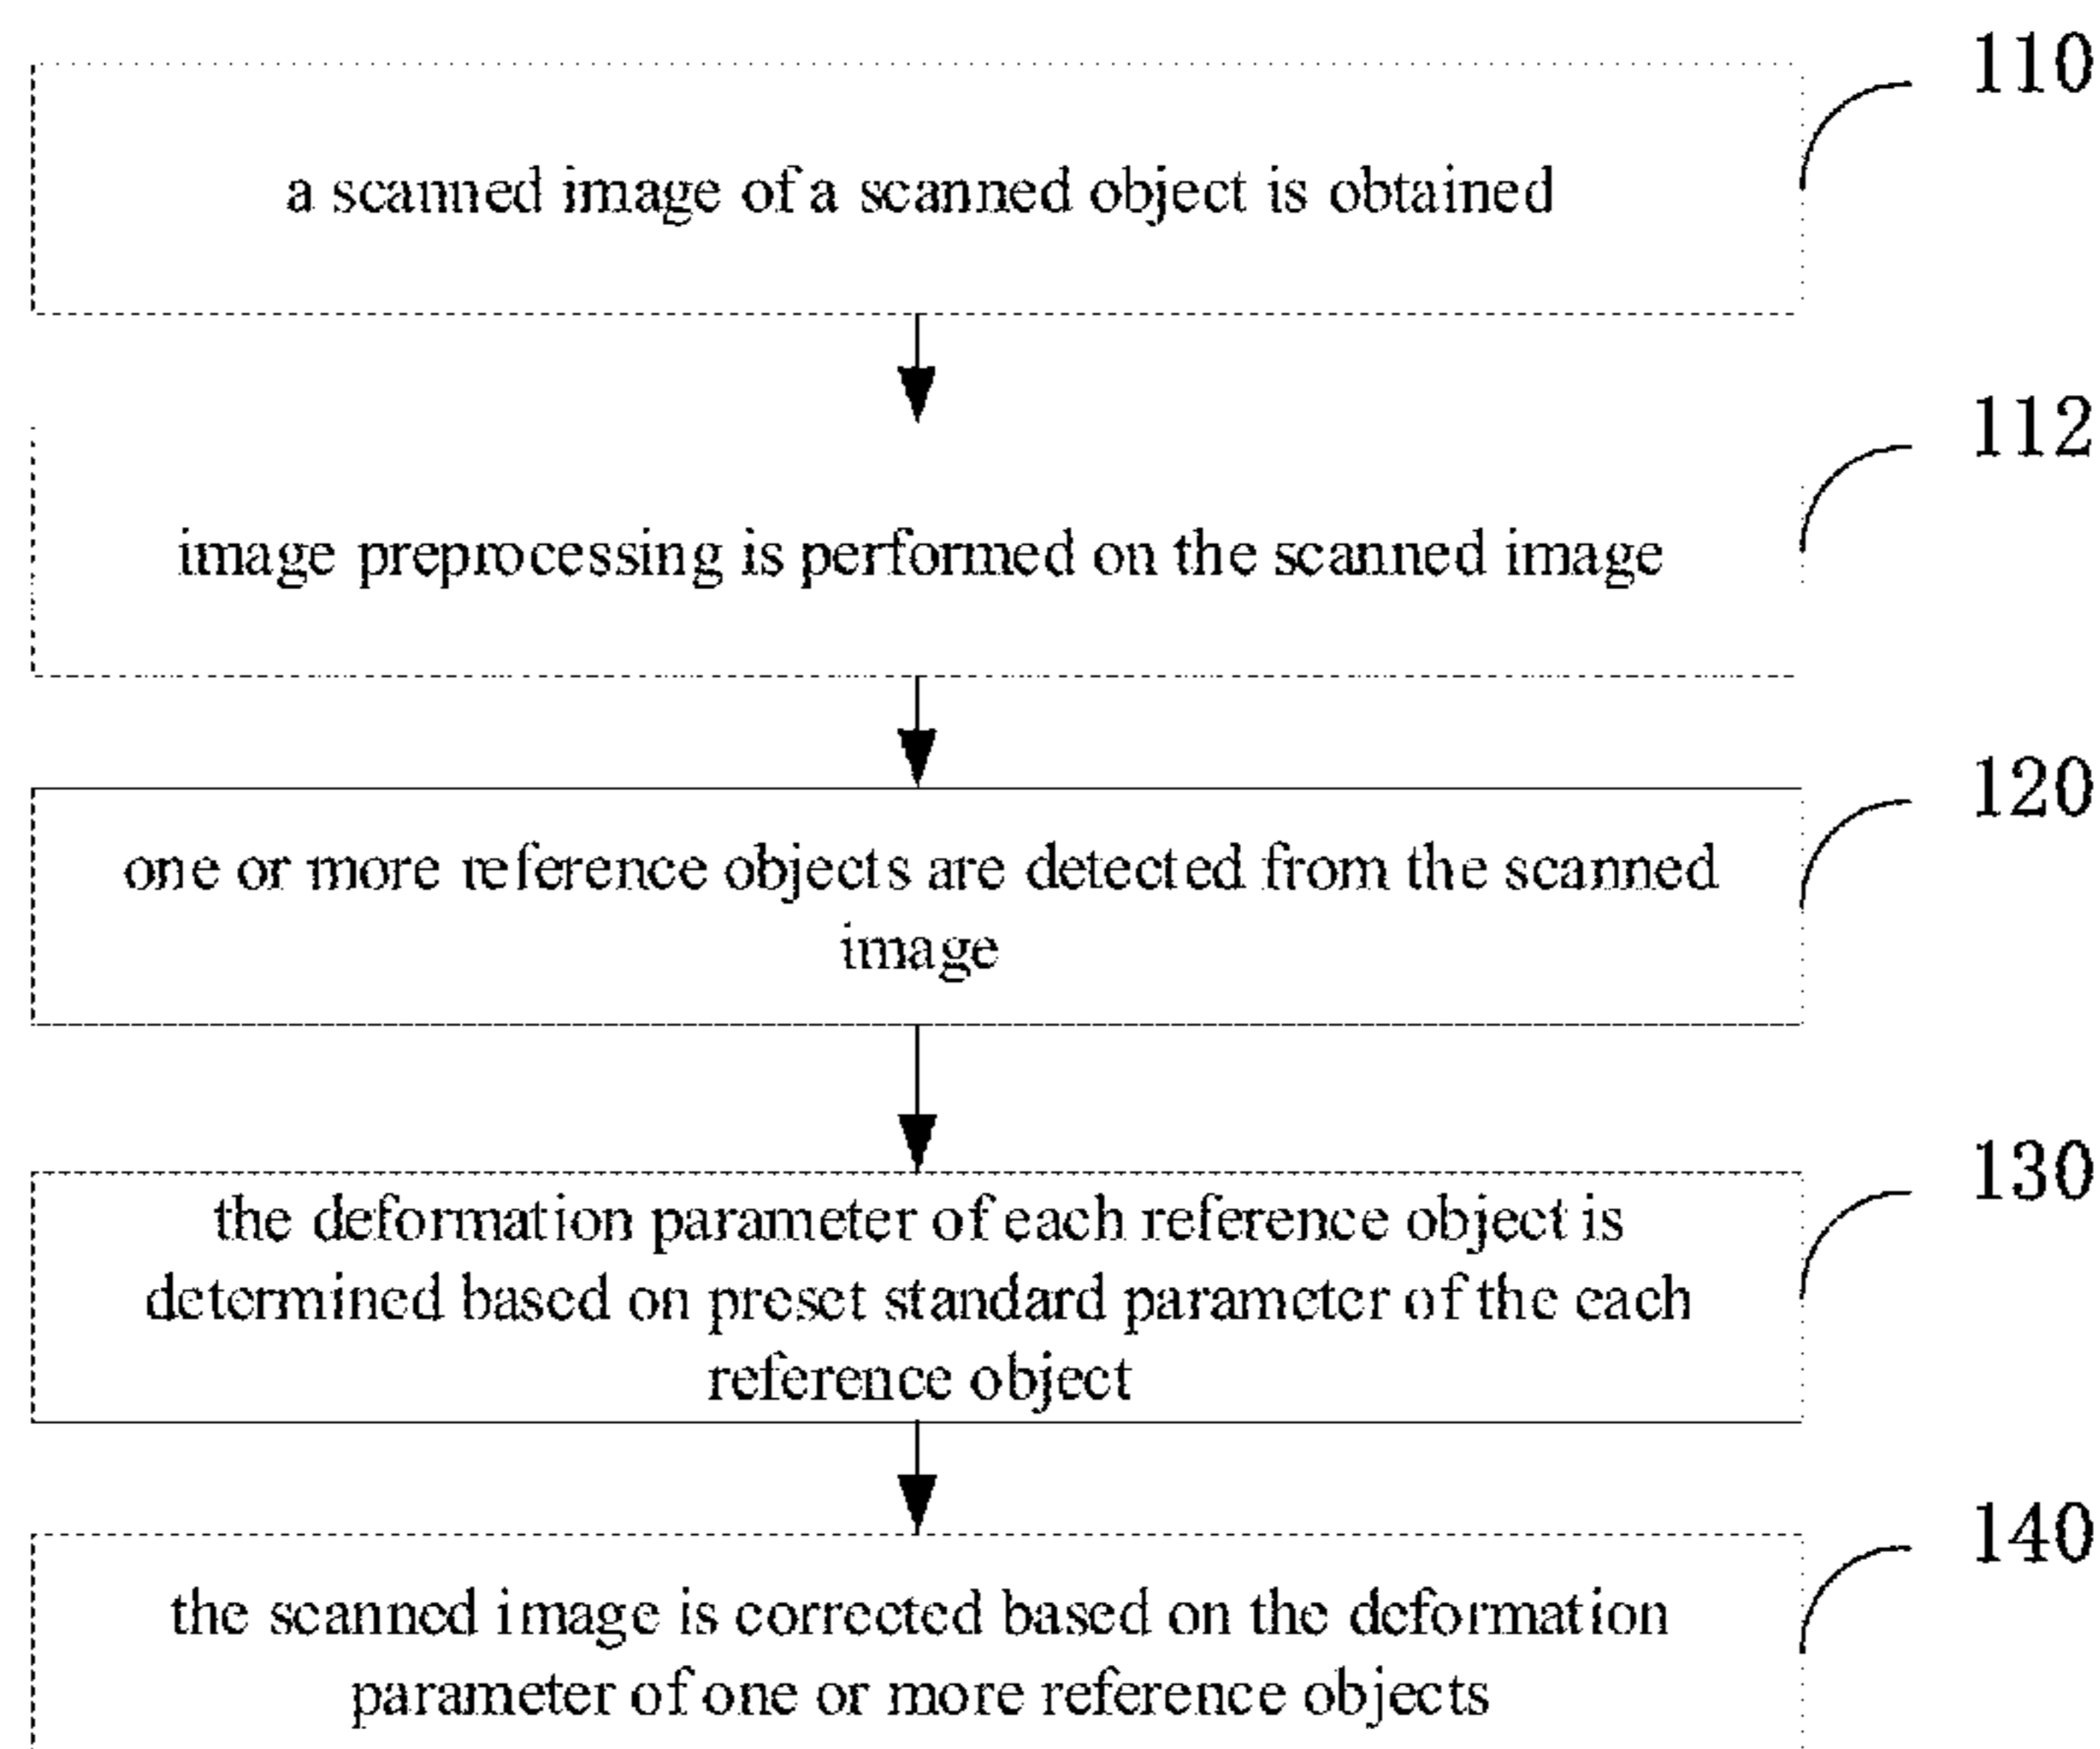 110
a scanned image of a scanned object is obtained
112
image preprocessing is performed on the scanned image
120
one or more reference objects are detected from the scanned
image
130
the deformation parameter of each reference object is
determined based on preset standard parameter of the each
reference object
140
the scanned image is corrected based on the deformation
parameter of one or more reference objects